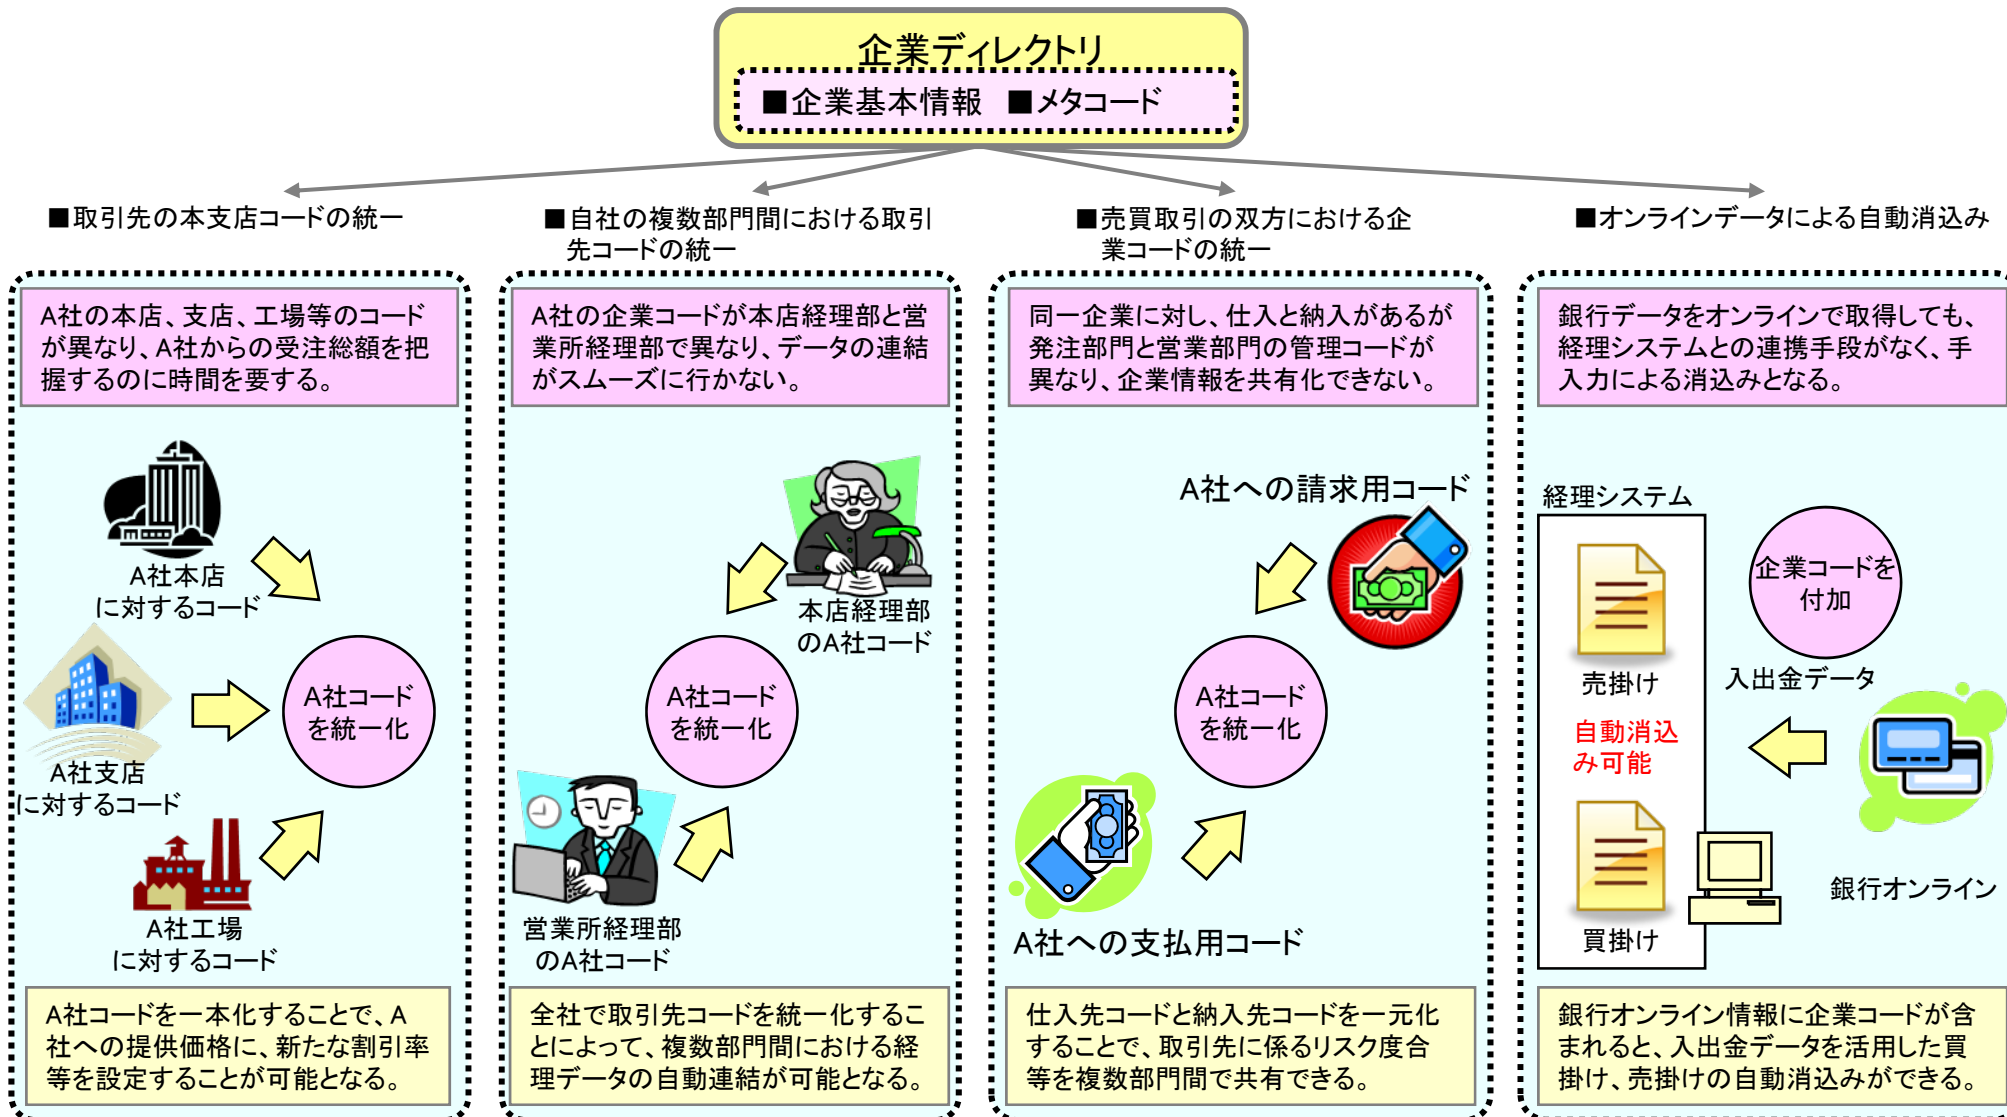 企業ディレクトリ
■企業基本情報 ■メタコード
■取引先の本支店コードの統一
A社の本店、支店、工場等のコード
が異なり、A社からの受注総額を把
握するのに時間を要する。
A社本店
に対するコード
A社支店
に対するコード
A社工場
に対するコード
A社コード
を統一化
A社コードを一本化することで、A
社への提供価格に、新たな割引率
等を設定することが可能となる。
■自社の複数部門間における取引
先コードの統一
A社の企業コードが本店経理部と営
業所経理部で異なり、データの連結
がスムーズに行かない。
本店経理部
のA社コード
A社コード
を統一化
営業所経理部
のA社コード
全社で取引先コードを統一化するこ
とによって、複数部門間における経
理データの自動連結が可能となる。
■売買取引の双方における企
業コードの統一
同一企業に対し、仕入と納入があるが
発注部門と営業部門の管理コードが
異なり、企業情報を共有化できない。
A社への請求用コード
A社コード
を統一化
A社への支払用コード
仕入先コードと納入先コードを一元化
することで、取引先に係るリスク度合
等を複数部門間で共有できる。
■オンラインデータによる自動消込み
銀行データをオンラインで取得しても、
経理システムとの連携手段がなく、手
入力による消込みとなる。
経理システム
企業コードを
付加
売掛け
入出金データ
自動消込
み可能
銀行オンライン
買掛け
銀行オンライン情報に企業コードが含
まれると、入出金データを活用した買
掛け、売掛けの自動消込みができる。